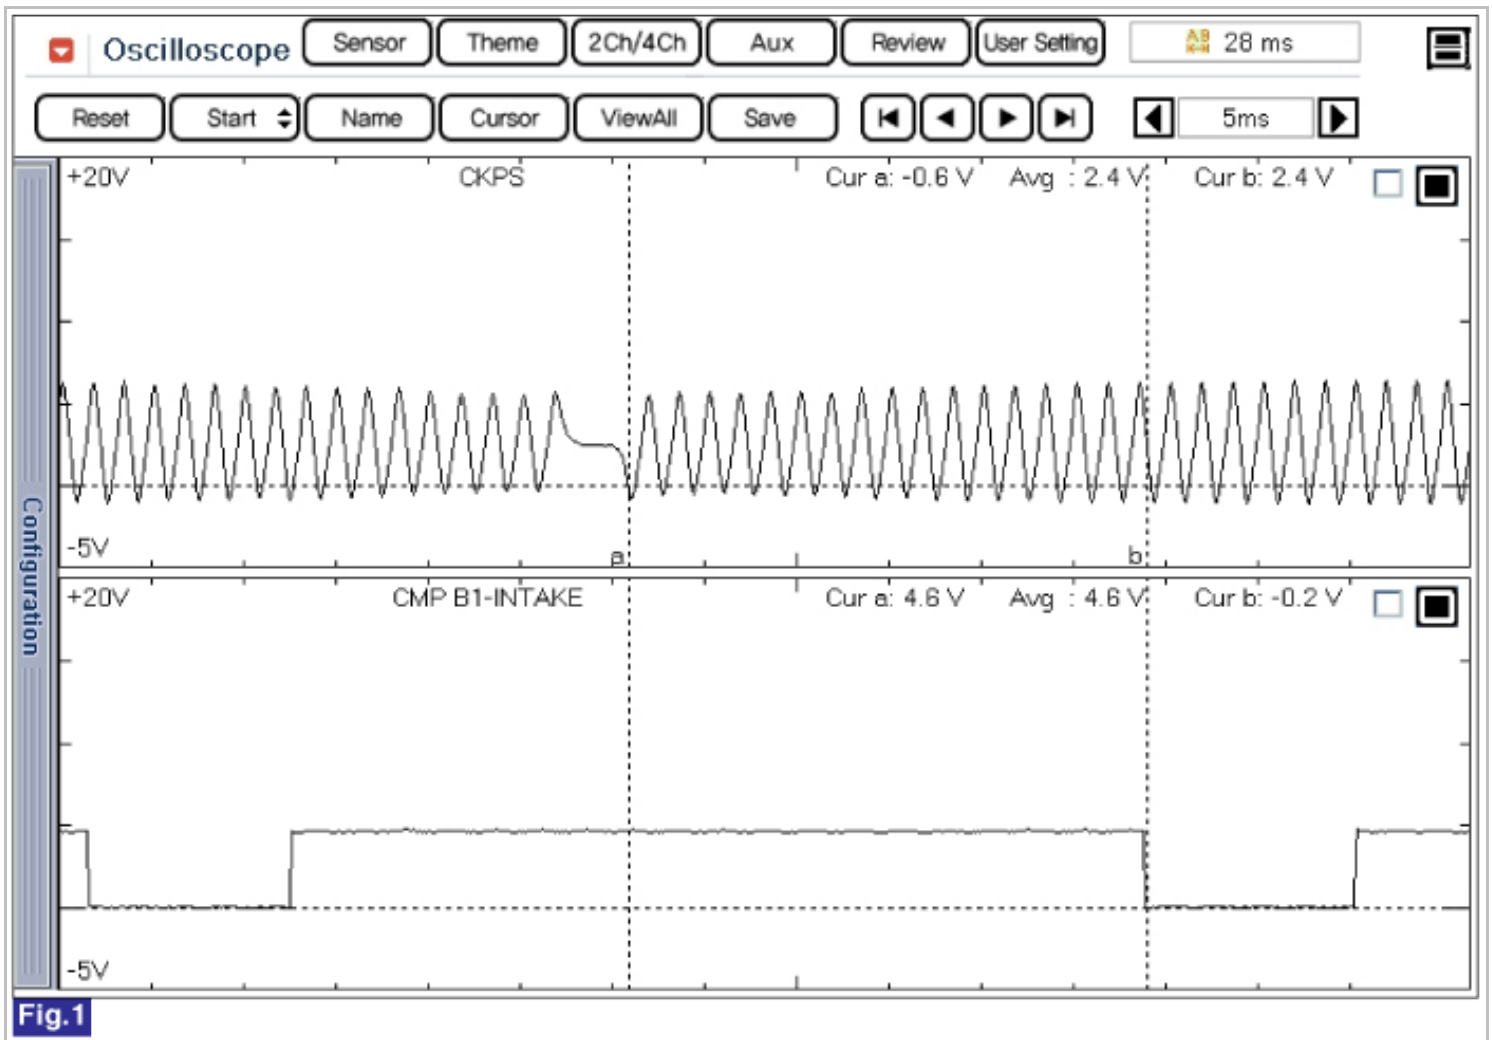 Oscilloscope Sensor Theme 2Ch/4Ch Aux Review User Setting AB 28 ms
Reset Start Name Cursor ViewAll Save 5ms
+20V CKPS Cur a: -0.6 V Avg : 2.4 V Cur b: 2.4 V
Configuration
-5V a b
+20V CMP B1-INTAKE Cur a: 4.6 V Avg : 4.6 V Cur b: -0.2 V
-5V
Fig.1